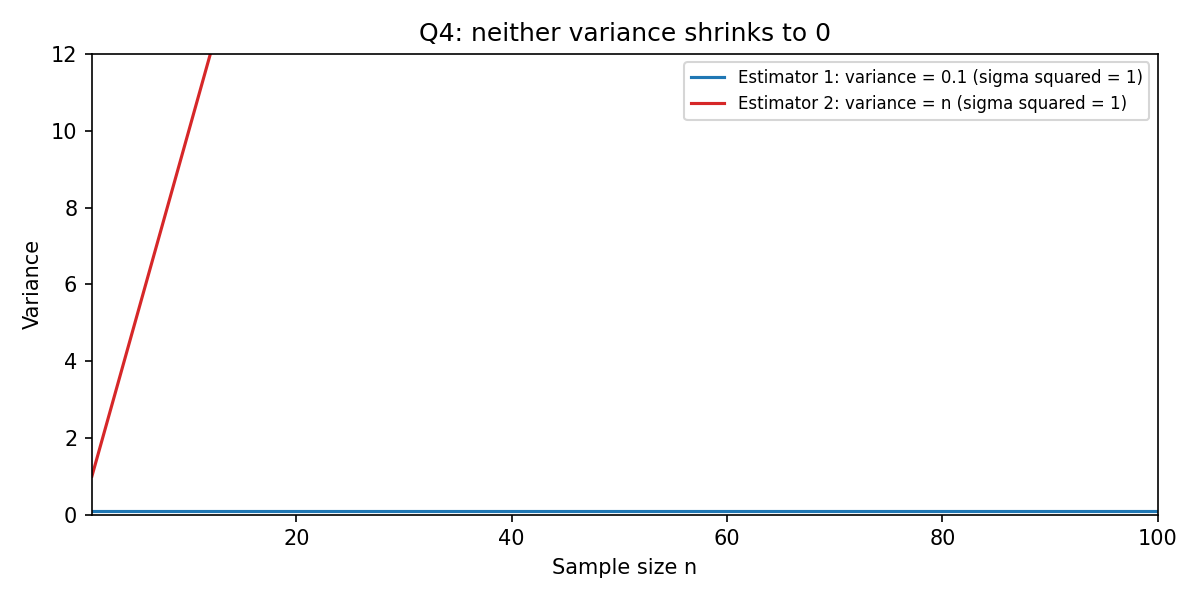 Q4: neither variance shrinks to 0
Estimator 1: variance = 0.1 (sigma squared = 1)
Estimator 2: variance = n (sigma squared = 1)
Variance
12
10
8
6
4
2
0
20 40 60 80 100
Sample size n